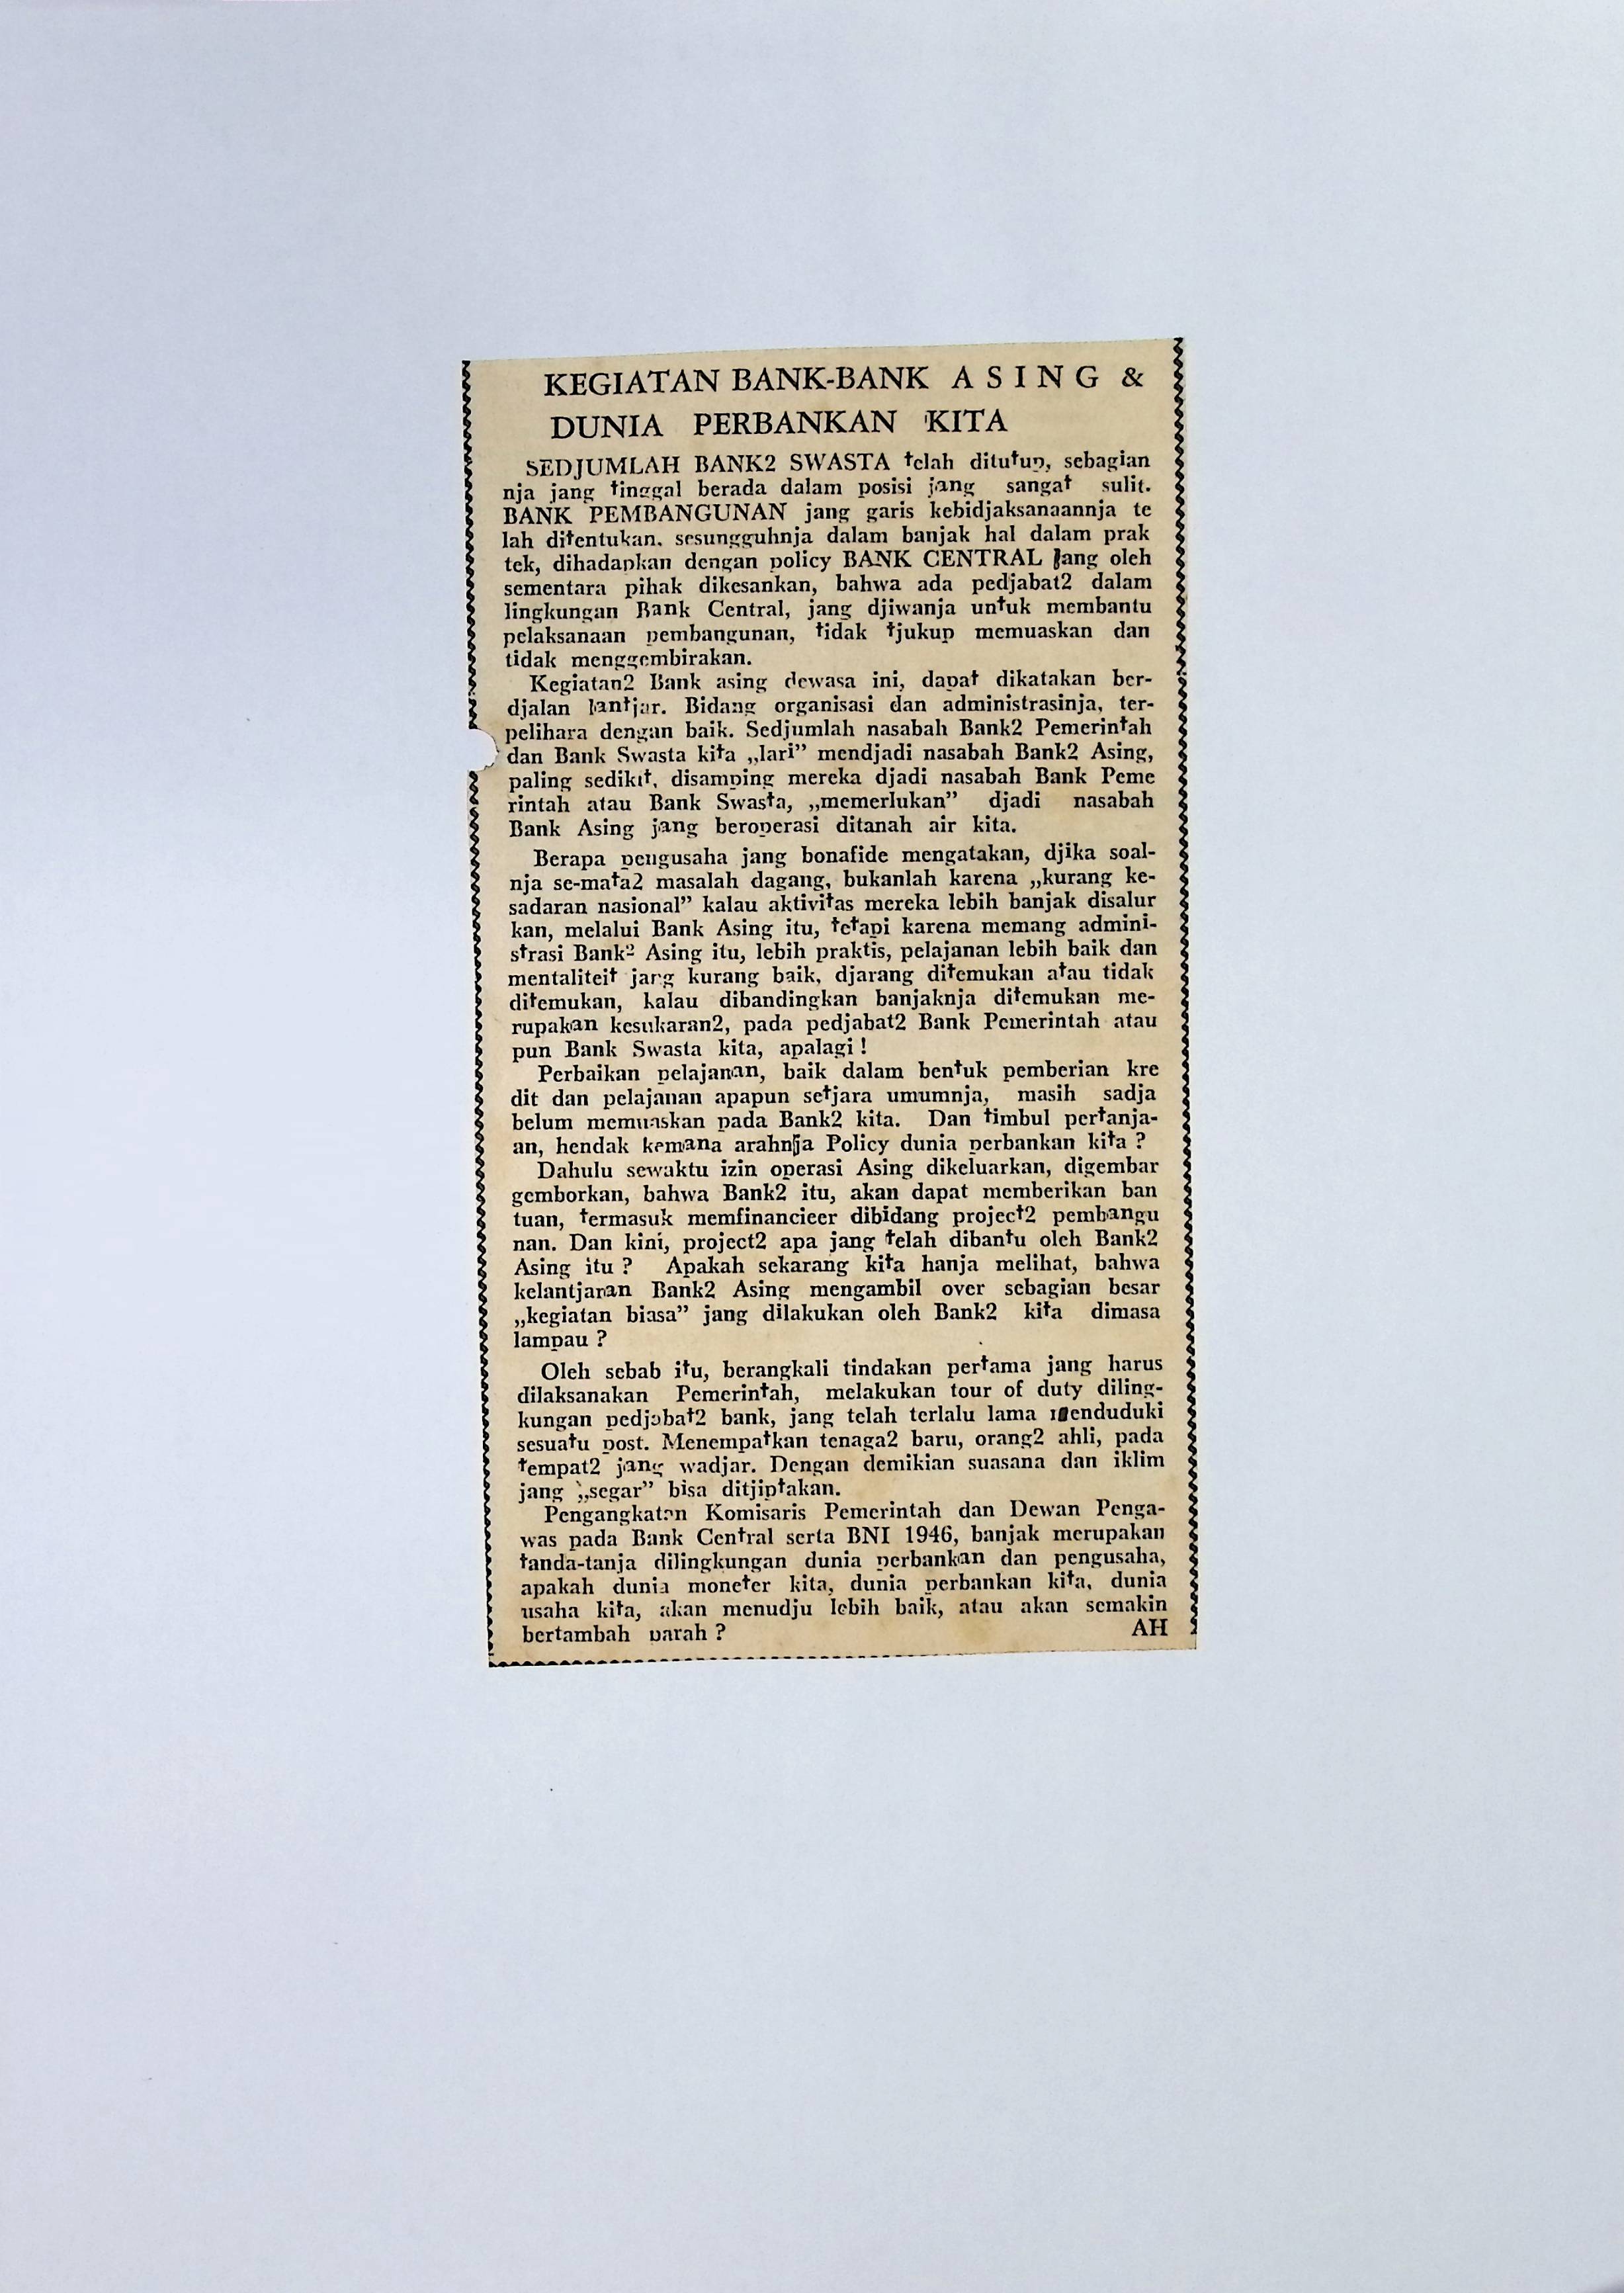 KEGIATAN BANK-BANK A S I N G &
DUNIA PERBANKAN KITA
SEDJUMLAH BANK2 SWASTA telah ditutup, sebagian
nja jang tinggal berada dalam posisi jang sangat sulit.
BANK PEMBANGUNAN jang garis kebidjaksanaannja te
lah ditentukan. sesungguhnja dalam banjak hal dalam prak
tek, dihadapkan dengan policy BANK CENTRAL jang oleh
sementara pihak dikesankan, bahwa ada pedjabat2 dalam
lingkungan Bank Central, jang djiwanja untuk membantu
pelaksanaan pembangunan, tidak tjukup memuaskan dan
tidak menggembirakan.
Kegiatan2 Bank asing dewasa ini, dapat dikatakan ber-
djalan lantjar. Bidang organisasi dan administrasinja, ter-
pelihara dengan baik. Sedjumlah nasabah Bank2 Pemerintah
dan Bank Swasta kita „lari” mendjadi nasabah Bank2 Asing,
paling sedikit, disamping mereka djadi nasabah Bank Peme
rintah atau Bank Swasta, „memerlukan” djadi nasabah
Bank Asing jang beroperasi ditanah air kita.
Berapa pengusaha jang bonafide mengatakan, djika soal-
nja se-mata2 masalah dagang, bukanlah karena „kurang ke-
sadaran nasional” kalau aktivitas mereka lebih banjak disalur
kan, melalui Bank Asing itu, tetapi karena memang admini-
strasi Bank2 Asing itu, lebih praktis, pelajanan lebih baik dan
mentaliteit jang kurang baik, djarang ditemukan atau tidak
ditemukan, kalau dibandingkan banjaknja ditemukan me-
rupakan kesukaran2, pada pedjabat2 Bank Pemerintah atau
pun Bank Swasta kita, apalagi !
Perbaikan pelajanan, baik dalam bentuk pemberian kre
dit dan pelajanan apapun setjara umumnja, masih sadja
belum memuaskan pada Bank2 kita. Dan timbul pertanja-
an, hendak kemana arahnja Policy dunia perbankan kita ?
Dahulu sewaktu izin operasi Asing dikeluarkan, digembar
gemborkan, bahwa Bank2 itu, akan dapat memberikan ban
tuan, termasuk memfinancieer dibidang project2 pembangu
nan. Dan kini, project2 apa jang telah dibantu oleh Bank2
Asing itu ? Apakah sekarang kita hanja melihat, bahwa
kelantjaran Bank2 Asing mengambil over sebagian besar
„kegiatan biasa” jang dilakukan oleh Bank2 kita dimasa
lampau ?
Oleh sebab itu, berangkali tindakan pertama jang harus
dilaksanakan Pemerintah, melakukan tour of duty diling-
kungan pedjabat2 bank, jang telah terlalu lama menduduki
sesuatu post. Menempatkan tenaga2 baru, orang2 ahli, pada
tempat2 jang wadjar. Dengan demikian suasana dan iklim
jang „segar” bisa ditjiptakan.
Pengangkatan Komisaris Pemerintah dan Dewan Penga-
was pada Bank Central serta BNI 1946, banjak merupakan
tanda-tanja dilingkungan dunia perbankan dan pengusaha,
apakah dunia moneter kita, dunia perbankan kita, dunia
usaha kita, akan menudju lebih baik, atau akan semakin
bertambah parah ? AH